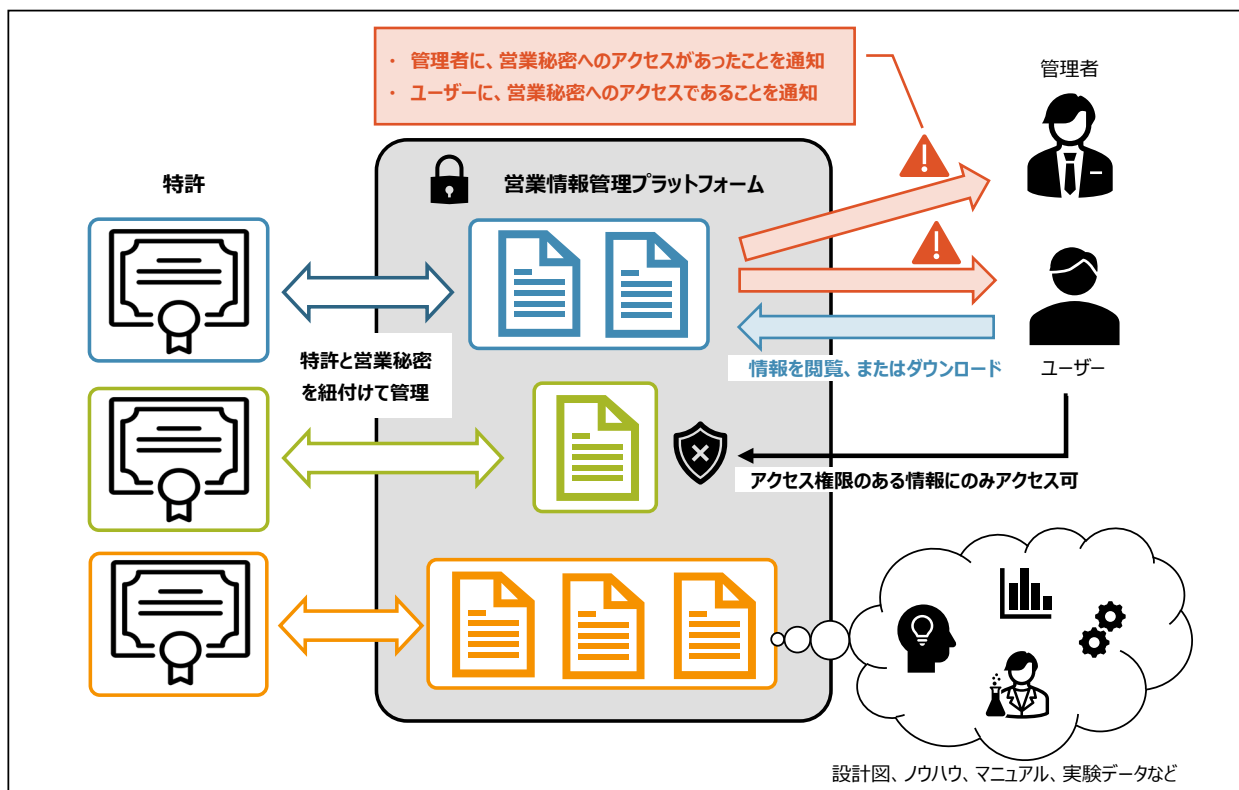 ・ 管理者に、営業秘密へのアクセスがあったことを通知
・ ユーザーに、営業秘密へのアクセスであることを通知
管理者
特許
営業情報管理プラットフォーム
特許と営業秘密
を紐付けて管理
情報を閲覧、またはダウンロード
ユーザー
アクセス権限のある情報にのみアクセス可
設計図、ノウハウ、マニュアル、実験データなど